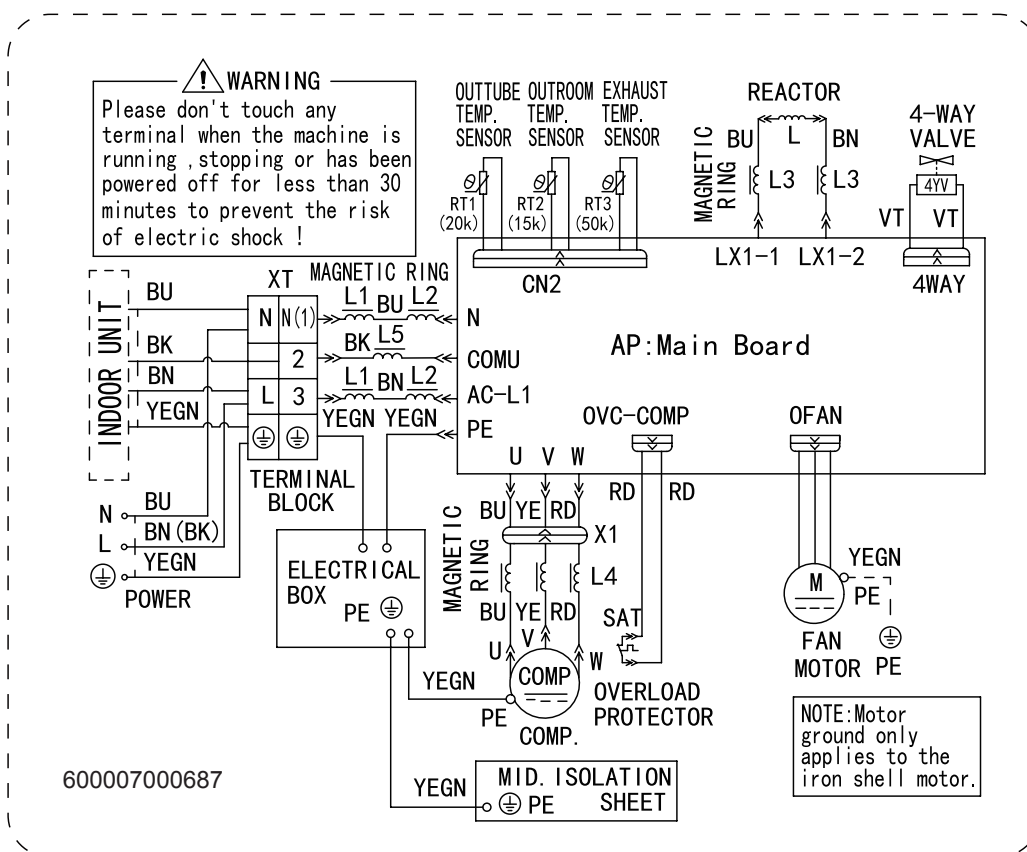 WARNING
Please don't touch any
terminal when the machine is
running ,stopping or has been
powered off for less than 30
minutes to prevent the risk
of electric shock !
OUTTUBE OUTROOM EXHAUST
TEMP. TEMP. TEMP.
SENSOR SENSOR SENSOR
θ θ θ
RT1 RT2 RT3
(20k) (15k) (50k)
CN2
REACTOR
L
BU BN
MAGNETIC
RING
L3 L3
LX1-1 LX1-2
4-WAY
VALVE
4YV
VT VT
4WAY
INDOOR UNIT
BU
BK
BN
YEGN
XT
N N(1)
2
L 3
TERMINAL
BLOCK
MAGNETIC RING
L1 BU L2
BK L5
L1 BN L2
YEGN YEGN
N
COMU
AC-L1
PE
AP:Main Board
OVC-COMP
OFAN
U V W
RD RD
N BU
L BN(BK)
YEGN
POWER
ELECTRICAL
BOX
PE
MAGNETIC
RING
BU YE RD
X1
L4
BU YE RD
U V W
COMP
COMP.
PE
YEGN
SAT
OVERLOAD
PROTECTOR
M
YEGN
PE
FAN
MOTOR
PE
NOTE:Motor
ground only
applies to the
iron shell motor.
YEGN
MID. ISOLATION
PE SHEET
600007000687